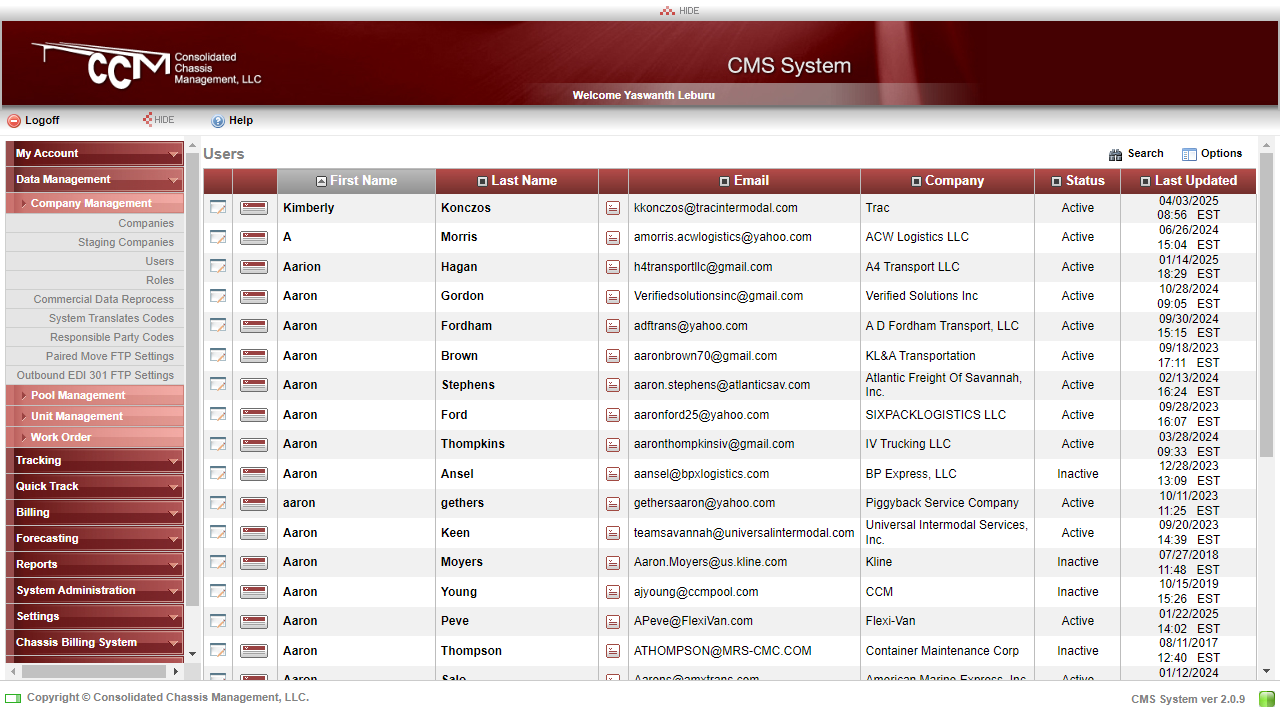 HIDE
CCM Consolidated
Chassis
Management, LLC
CMS System
Welcome Yaswanth Leburu
Logoff HIDE Help
My Account
Data Management
Company Management
Companies
Staging Companies
Users
Roles
Commercial Data Reprocess
System Translates Codes
Responsible Party Codes
Paired Move FTP Settings
Outbound EDI 301 FTP Settings
Pool Management
Unit Management
Work Order
Tracking
Quick Track
Billing
Forecasting
Reports
System Administration
Settings
Chassis Billing System
Users Search Options
First Name Last Name Email Company Status Last Updated
Kimberly Konczos kkonczos@tracintermodal.com Trac Active 04/03/2025 08:56 EST
A Morris amorris.acwlogistics@yahoo.com ACW Logistics LLC Active 06/26/2024 15:04 EST
Aarion Hagan h4transportllc@gmail.com A4 Transport LLC Active 01/14/2025 18:29 EST
Aaron Gordon Verifiedsolutionsinc@gmail.com Verified Solutions Inc Active 10/28/2024 09:05 EST
Aaron Fordham adftrans@yahoo.com A D Fordham Transport, LLC Active 09/30/2024 15:15 EST
Aaron Brown aaronbrown70@gmail.com KL&A Transportation Active 09/18/2023 17:11 EST
Aaron Stephens aaron.stephens@atlanticsav.com Atlantic Freight Of Savannah, Inc. Active 02/13/2024 16:24 EST
Aaron Ford aaronford25@yahoo.com SIXPACKLOGISTICS LLC Active 09/28/2023 16:07 EST
Aaron Thompkins aaronthompkinsiv@gmail.com IV Trucking LLC Active 03/28/2024 09:33 EST
Aaron Ansel aansel@bpxlogistics.com BP Express, LLC Inactive 12/28/2023 13:09 EST
aaron gethers gethersaaron@yahoo.com Piggyback Service Company Active 10/11/2023 11:25 EST
Aaron Keen teamsavannah@universalintermodal.com Universal Intermodal Services, Inc. Active 09/20/2023 14:39 EST
Aaron Moyers Aaron.Moyers@us.kline.com Kline Inactive 07/27/2018 11:48 EST
Aaron Young ajyoung@ccmpool.com CCM Inactive 10/15/2019 15:26 EST
Aaron Peve APeve@FlexiVan.com Flexi-Van Active 01/22/2025 14:02 EST
Aaron Thompson ATHOMPSON@MRS-CMC.COM Container Maintenance Corp Inactive 08/11/2017 12:40 EST
Aaron Salo Aarons@amxtrans.com American Marine Express, Inc Active 01/12/2024
Copyright © Consolidated Chassis Management, LLC. CMS System ver 2.0.9